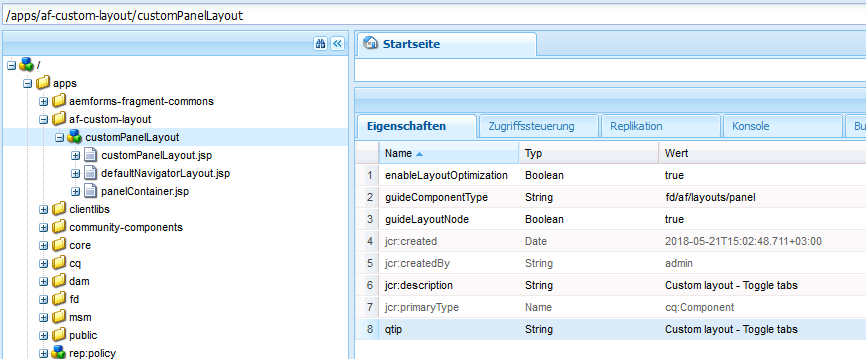 /apps/af-custom-layout/customPanelLayout
/
apps
aemforms-fragment-commons
af-custom-layout
customPanelLayout
customPanelLayout.jsp
defaultNavigatorLayout.jsp
panelContainer.jsp
clientlibs
community-components
core
cq
dam
fd
msm
public
rep:policy
Startseite
Eigenschaften Zugriffssteuerung Replikation Konsole Bu
Name Typ Wert
1 enableLayoutOptimization Boolean true
2 guideComponentType String fd/af/layouts/panel
3 guideLayoutNode Boolean true
4 jcr:created Date 2018-05-21T15:02:48.711+03:00
5 jcr:createdBy String admin
6 jcr:description String Custom layout - Toggle tabs
7 jcr:primaryType Name cq:Component
8 qtip String Custom layout - Toggle tabs